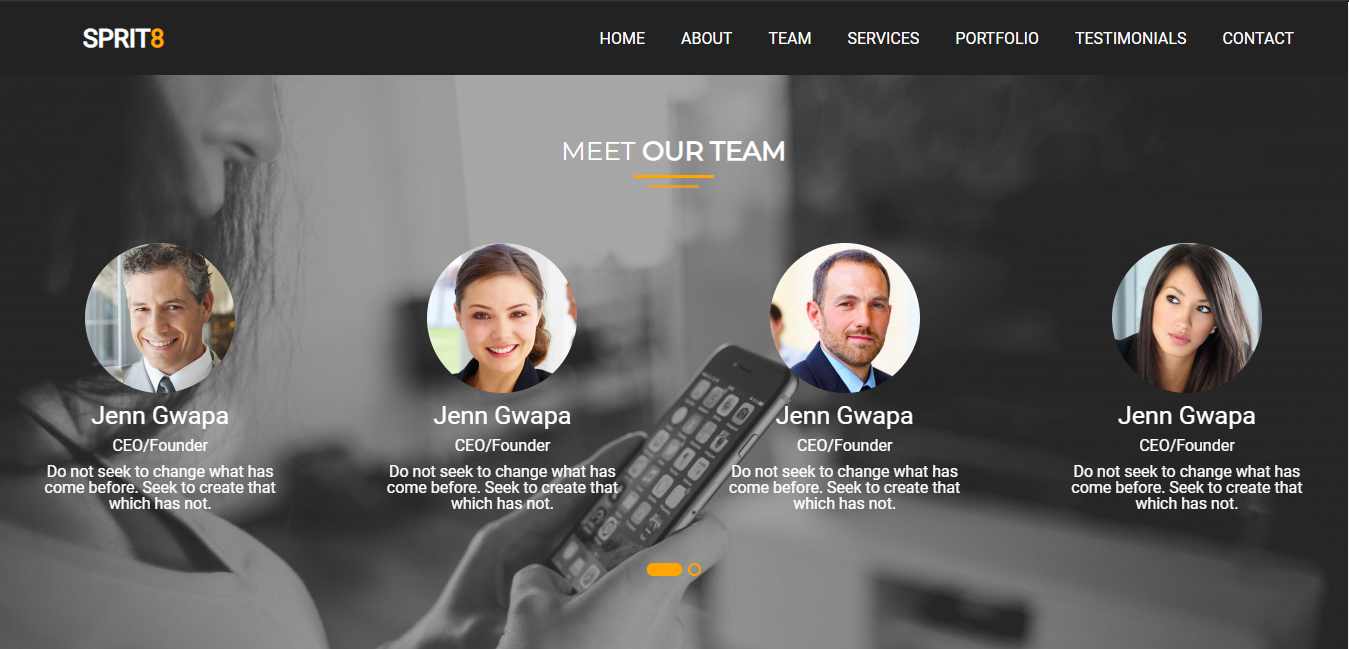 SPRIT8
HOME ABOUT TEAM SERVICES PORTFOLIO TESTIMONIALS CONTACT
MEET OUR TEAM
Jenn Gwapa
CEO/Founder
Do not seek to change what has
come before. Seek to create that
which has not.
Jenn Gwapa
CEO/Founder
Do not seek to change what has
come before. Seek to create that
which has not.
Jenn Gwapa
CEO/Founder
Do not seek to change what has
come before. Seek to create that
which has not.
Jenn Gwapa
CEO/Founder
Do not seek to change what has
come before. Seek to create that
which has not.